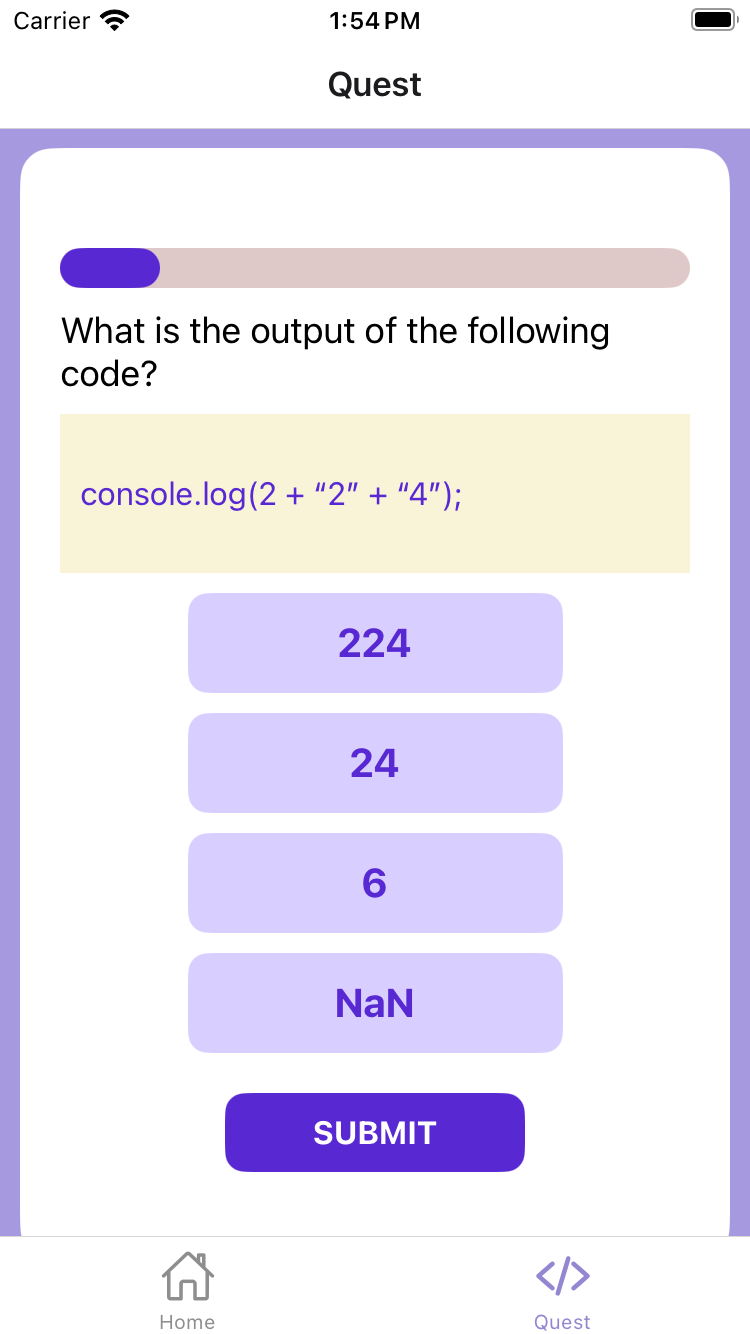 Carrier 1:54 PM
Quest
What is the output of the following
code?
console.log(2 + “2” + “4”);
224
24
6
NaN
SUBMIT
Home Quest